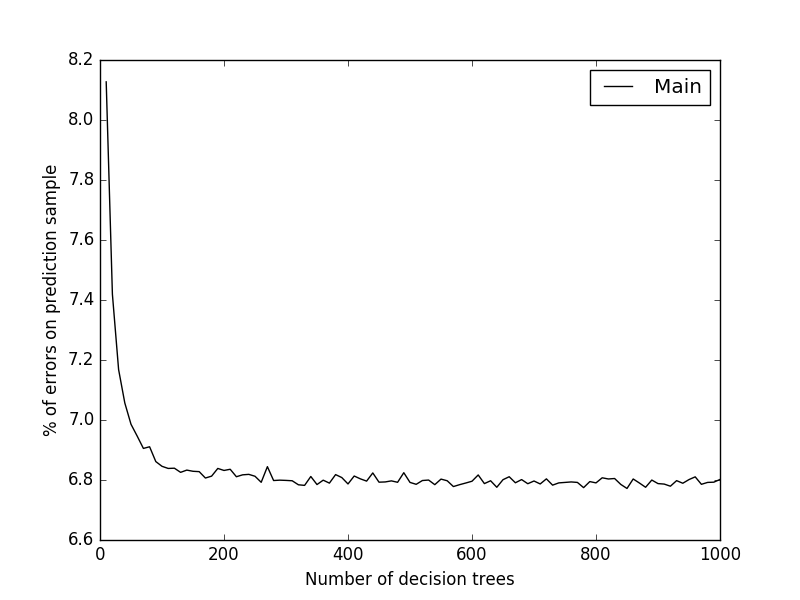 8.2
8.0
7.8
7.6
7.4
7.2
7.0
6.8
6.6
% of errors on prediction sample
Main
0 200 400 600 800 1000
Number of decision trees